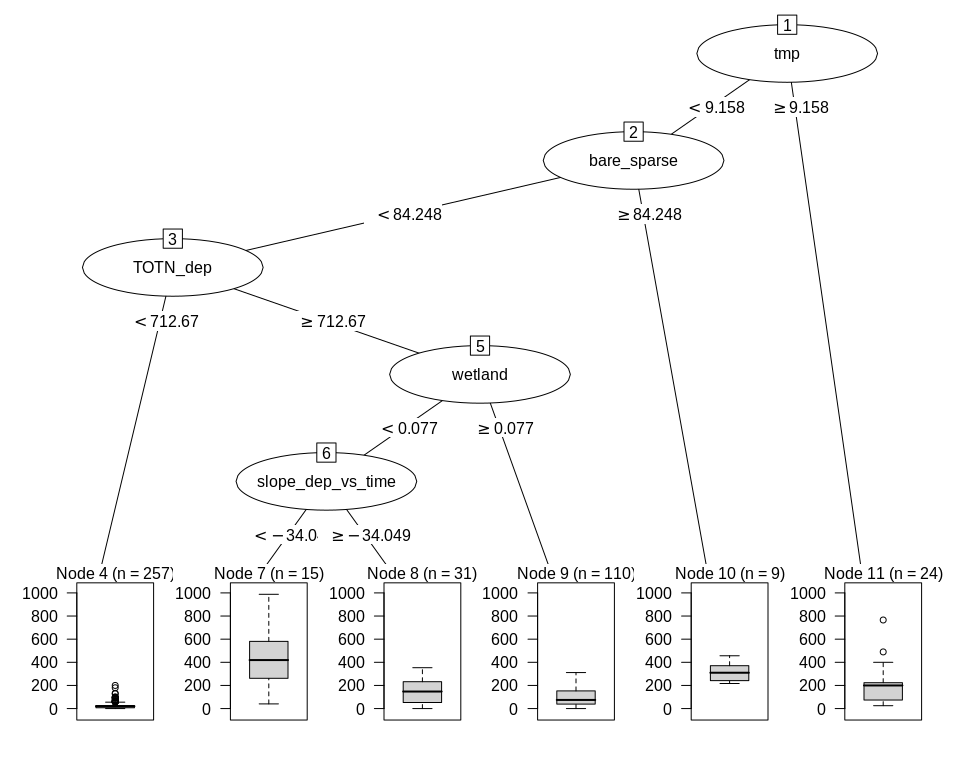 1
tmp
< 9.158
≥ 9.158
2
bare_sparse
< 84.248
≥ 84.248
3
TOTN_dep
< 712.67
≥ 712.67
5
wetland
< 0.077
≥ 0.077
6
slope_dep_vs_time
< −34.0
≥ −34.049
Node 4 (n = 257)
Node 7 (n = 15)
Node 8 (n = 31)
Node 9 (n = 110)
Node 10 (n = 9)
Node 11 (n = 24)
1000 1000 1000 1000 1000 1000
800 800 800 800 800 800
600 600 600 600 600 600
400 400 400 400 400 400
200 200 200 200 200 200
0 0 0 0 0 0